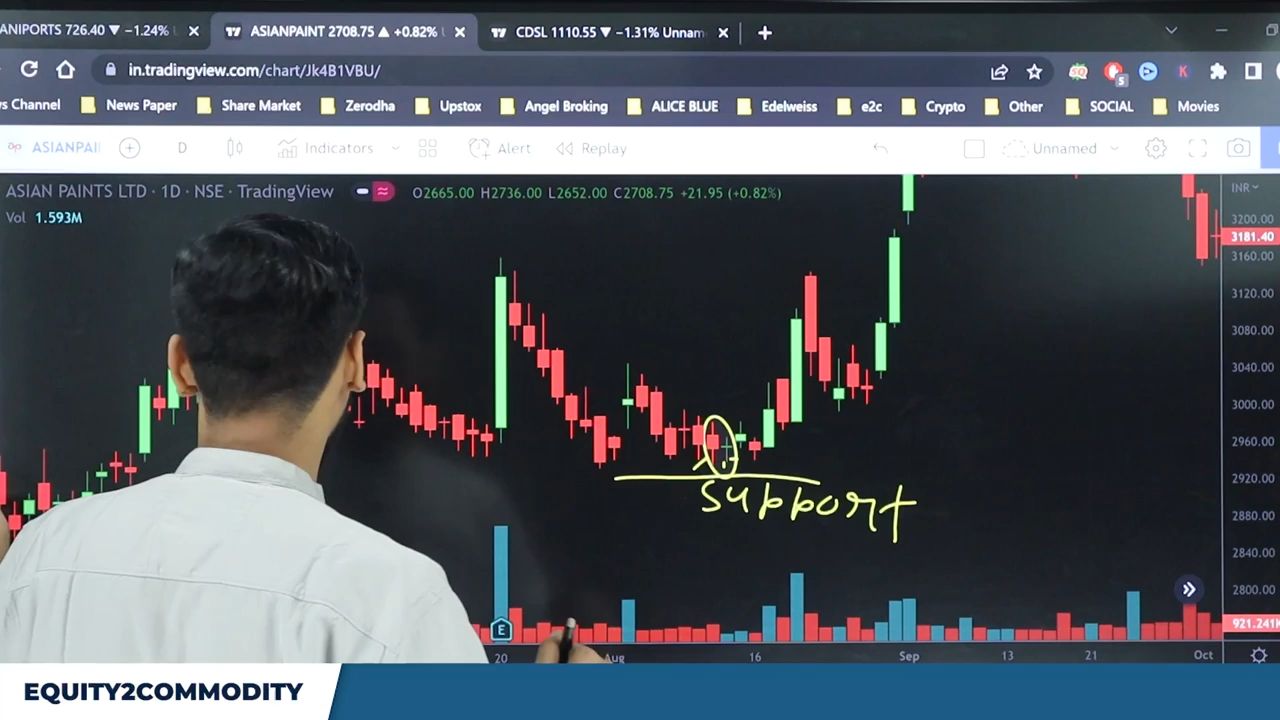 ANIPORTS 726.40 ▼ −1.24%
ASIANPAINT 2708.75 ▲ +0.82%
CDSL 1110.55 ▼ −1.31% Unnam
in.tradingview.com/chart/Jk4B1VBU/
vs Channel News Paper Share Market Zerodha Upstox Angel Broking ALICE BLUE Edelweiss e2c Crypto Other SOCIAL Movies
ASIANPAI D Indicators Alert Replay Unnamed
ASIAN PAINTS LTD · 1D · NSE · TradingView O2665.00 H2736.00 L2652.00 C2708.75 +21.95 (+0.82%) INR
Vol 1.593M
3200.00
3181.40
3160.00
3120.00
3080.00
3040.00
3000.00
2960.00
2920.00
support
2880.00
2840.00
2800.00
921.241K
E
20 Aug 16 Sep 13 21 Oct
EQUITY2COMMODITY